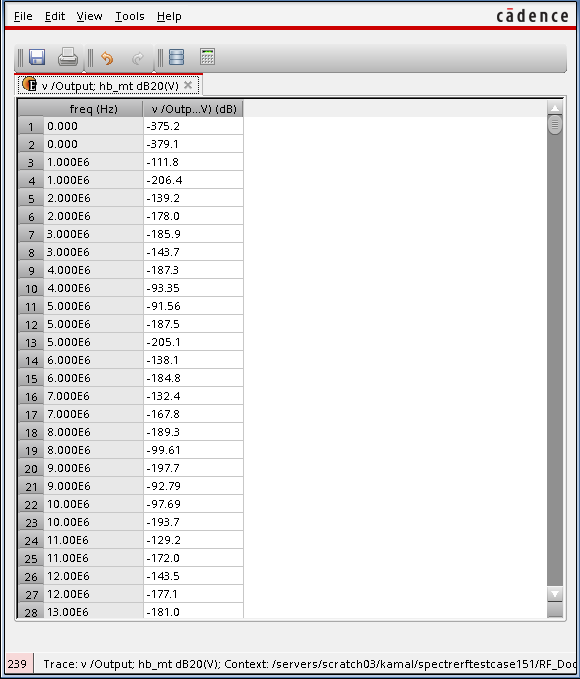 File Edit View Tools Help cādence
v /Output; hb_mt dB20(V)
freq (Hz) v /Outp...V) (dB)
1 0.000 -375.2
2 0.000 -379.1
3 1.000E6 -111.8
4 1.000E6 -206.4
5 2.000E6 -139.2
6 2.000E6 -178.0
7 3.000E6 -185.9
8 3.000E6 -143.7
9 4.000E6 -187.3
10 4.000E6 -93.35
11 5.000E6 -91.56
12 5.000E6 -187.5
13 5.000E6 -205.1
14 6.000E6 -138.1
15 6.000E6 -184.8
16 7.000E6 -132.4
17 7.000E6 -167.8
18 8.000E6 -189.3
19 8.000E6 -99.61
20 9.000E6 -197.7
21 9.000E6 -92.79
22 10.00E6 -97.69
23 10.00E6 -193.7
24 11.00E6 -129.2
25 11.00E6 -172.0
26 12.00E6 -143.5
27 12.00E6 -177.1
28 13.00E6 -181.0
239 Trace: v /Output; hb_mt dB20(V); Context: /servers/scratch03/kamal/spectrerftestcase151/RF_Doc